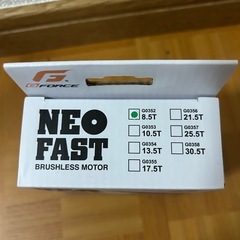 G-FORCE
NEO
FAST
BRUSHLESS MOTOR
G0352
8.5T
G0353
10.5T
G0354
13.5T
G0355
17.5T
G0356
21.5T
G0357
25.5T
G0358
30.5T